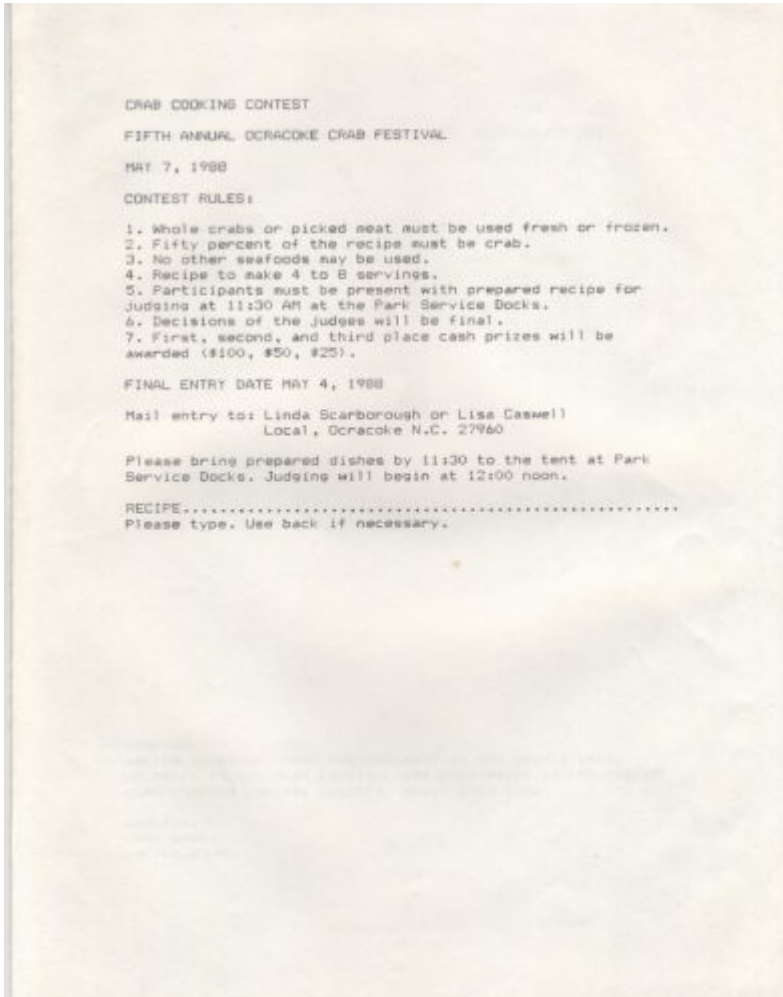 CRAB COOKING CONTEST
FIFTH ANNUAL OCRACOKE CRAB FESTIVAL
MAY 7, 1988
CONTEST RULES:
1. Whole crabs or picked meat must be used fresh or frozen.
2. Fifty percent of the recipe must be crab.
3. No other seafoods may be used.
4. Recipe to make 4 to 8 servings.
5. Participants must be present with prepared recipe for
judging at 11:30 AM at the Park Service Docks.
6. Decisions of the judges will be final.
7. First, second, and third place cash prizes will be
awarded ($100, $50, $25).
FINAL ENTRY DATE MAY 4, 1988
Mail entry to: Linda Scarborough or Lisa Caswell
Local, Ocracoke N.C. 27960
Please bring prepared dishes by 11:30 to the tent at Park
Service Docks. Judging will begin at 12:00 noon.
RECIPE.......................................................
Please type. Use back if necessary.